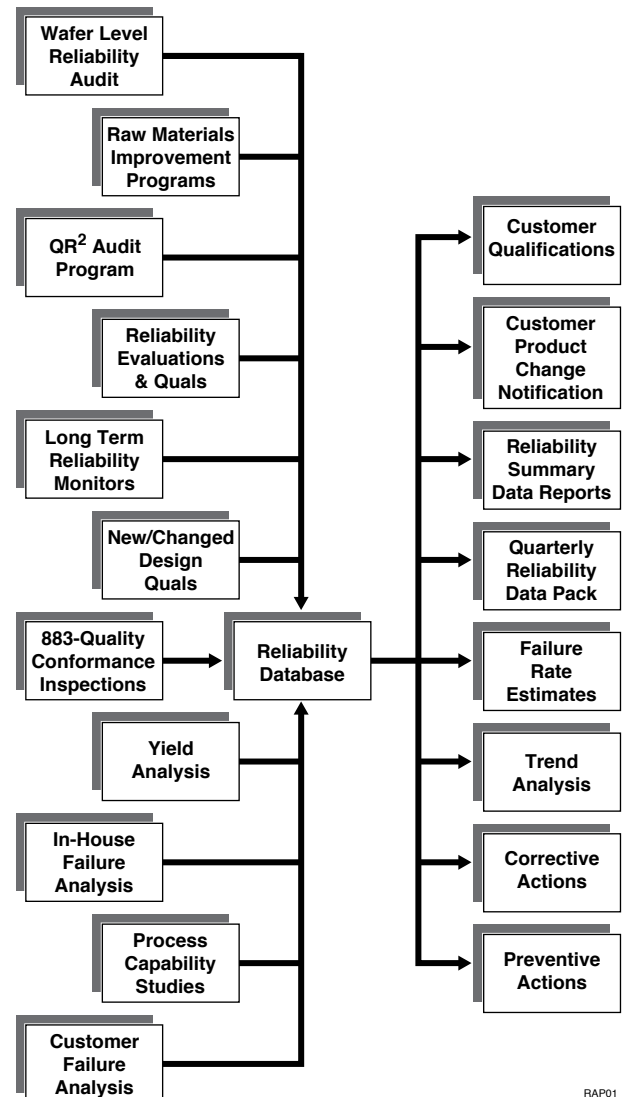 Wafer Level
Reliability
Audit
Raw Materials
Improvement
Programs
QR2 Audit
Program
Reliability
Evaluations
& Quals
Long Term
Reliability
Monitors
New/Changed
Design
Quals
883-Quality
Conformance
Inspections
Reliability
Database
Yield
Analysis
In-House
Failure
Analysis
Process
Capability
Studies
Customer
Failure
Analysis
Customer
Qualifications
Customer
Product
Change
Notification
Reliability
Summary
Data Reports
Quarterly
Reliability
Data Pack
Failure
Rate
Estimates
Trend
Analysis
Corrective
Actions
Preventive
Actions
RAP01